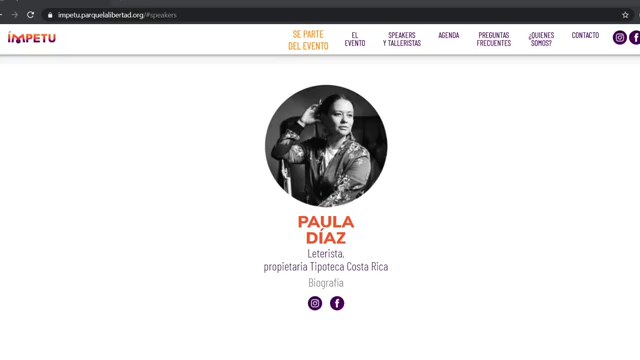 impetu.parquelalibertad.org/#speakers
ÍMPETU
SE PARTE
DEL EVENTO
EL
EVENTO
SPEAKERS
Y TALLERISTAS
AGENDA
PREGUNTAS
FRECUENTES
¿QUIENES
SOMOS?
CONTACTO
PAULA
DÍAZ
Leterista,
propietaria Tipoteca Costa Rica
Biografía